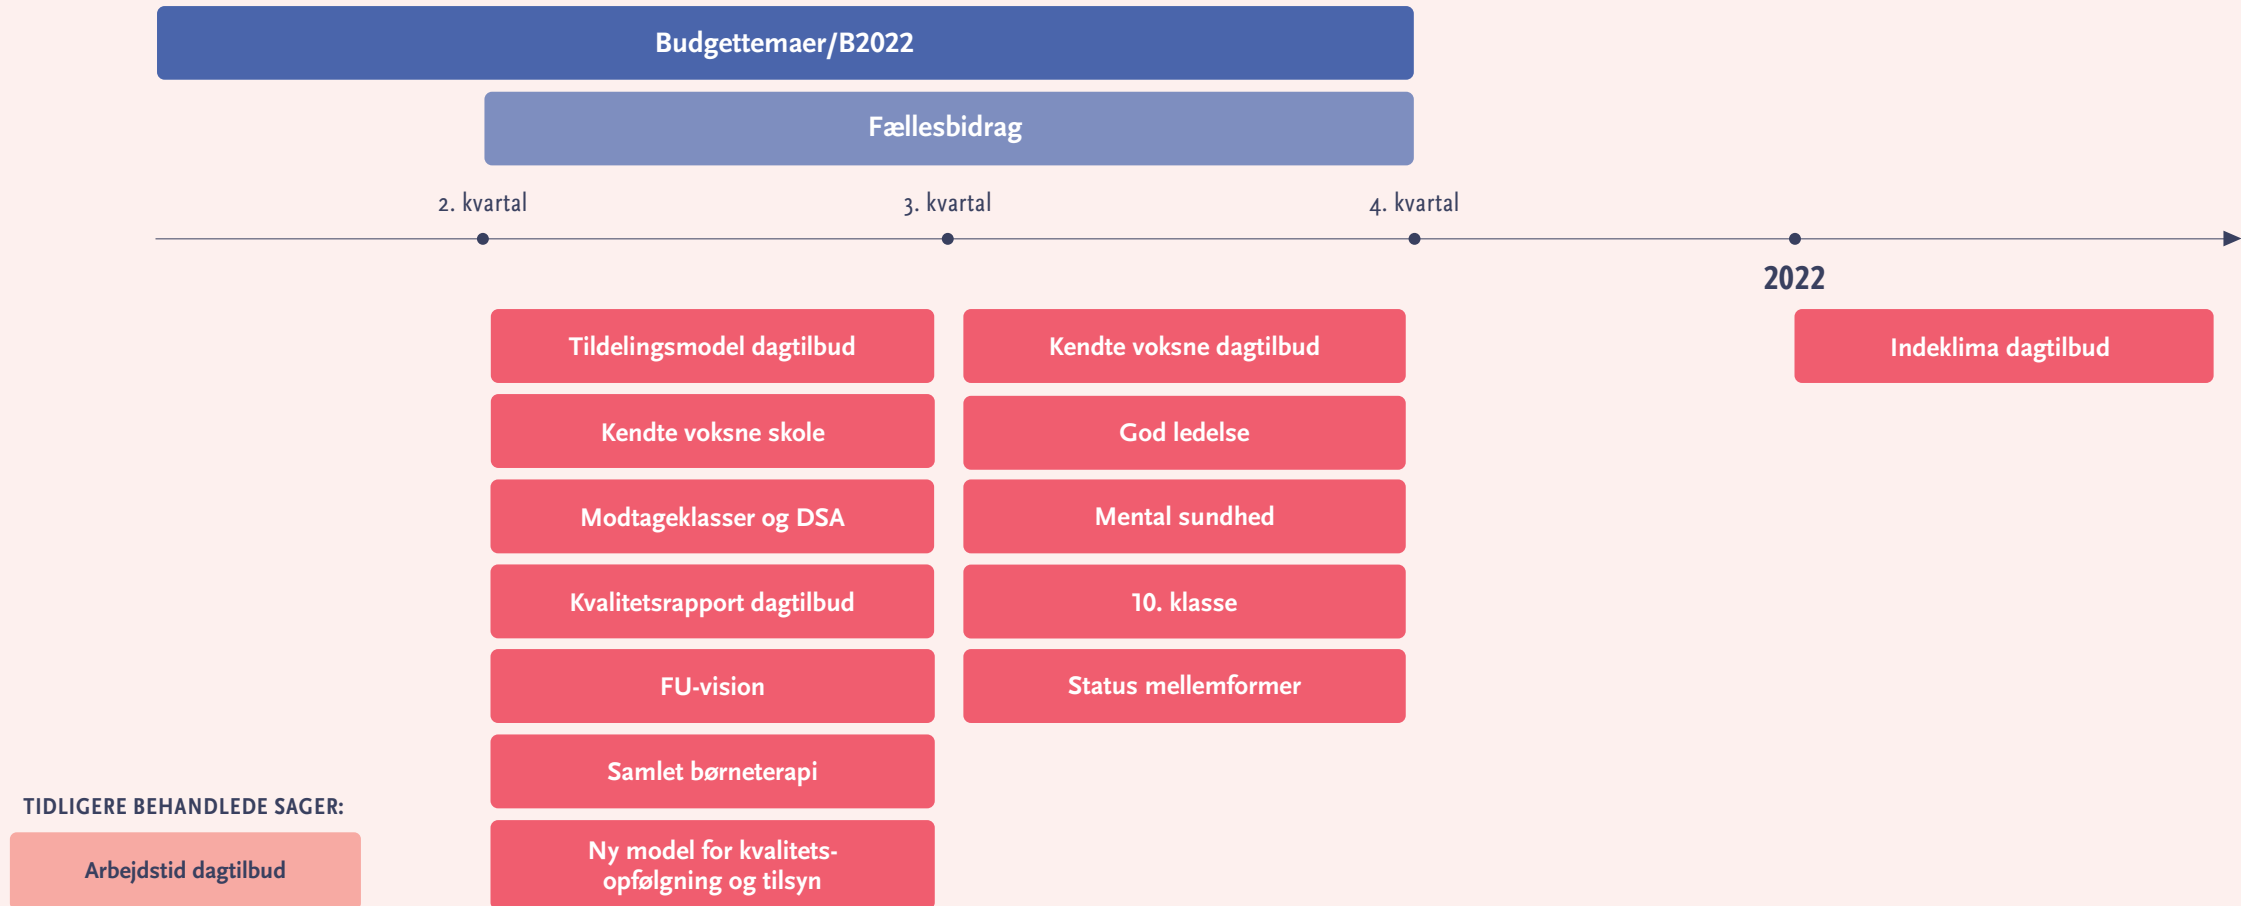 Budgettemaer/B2022
Fællesbidrag
2. kvartal
3. kvartal
4. kvartal
2022
Tildelingsmodel dagtilbud
Kendte voksne skole
Modtageklasser og DSA
Kvalitetsrapport dagtilbud
FU-vision
Samlet børneterapi
Ny model for kvalitets-
opfølgning og tilsyn
Kendte voksne dagtilbud
God ledelse
Mental sundhed
10. klasse
Status mellemformer
Indeklima dagtilbud
TIDLIGERE BEHANDLEDE SAGER:
Arbejdstid dagtilbud